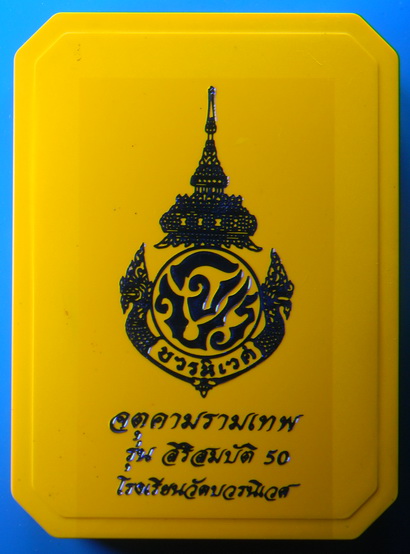 บวรนิเวศ
จตุคามรามเทพ
รุ่น สิริสมบัติ 50
โรงเรียนวัดบวรนิเวศ